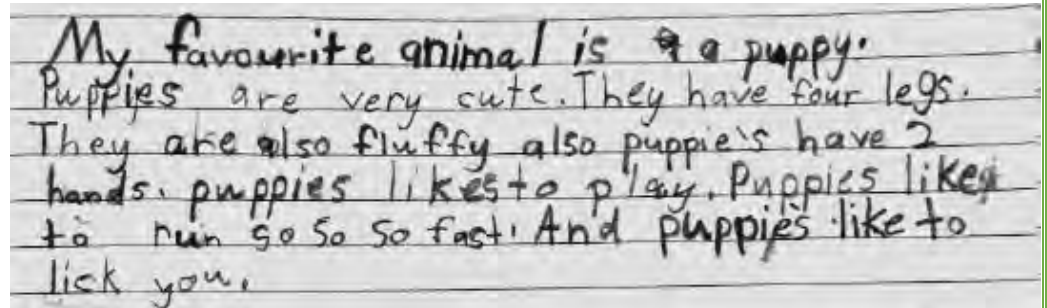 My favourite animal is a puppy.
Puppies are very cute. They have four legs.
They are also fluffy also puppie's have 2
hands. puppies likes to play. Puppies likes
to run so so so fast. And puppies like to
lick you.